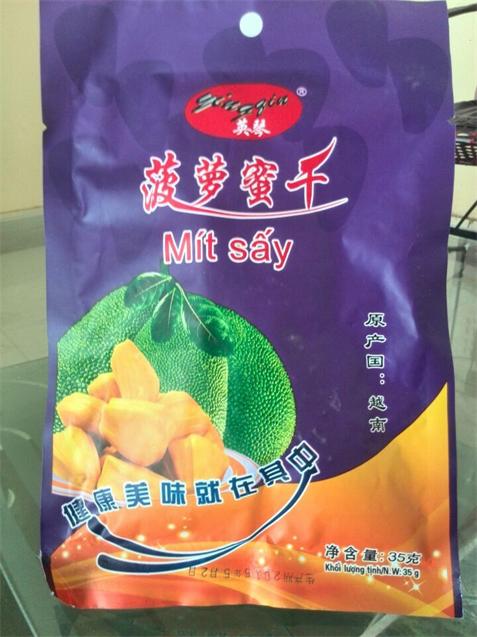 yingqin®
英琴
菠萝蜜干
Mít sấy
原产国：越南
健康美味就在其中
净含量: 35克
Khối lượng tịnh/N.W: 35 g